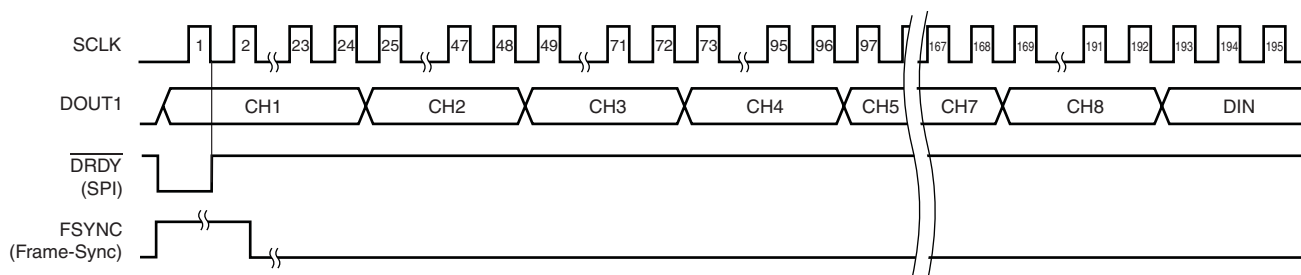 SCLK 1 2 23 24 25 47 48 49 71 72 73 95 96 97 167 168 169 191 192 193 194 195
DOUT1 CH1 CH2 CH3 CH4 CH5 CH7 CH8 DIN
DRDY
(SPI)
FSYNC
(Frame-Sync)